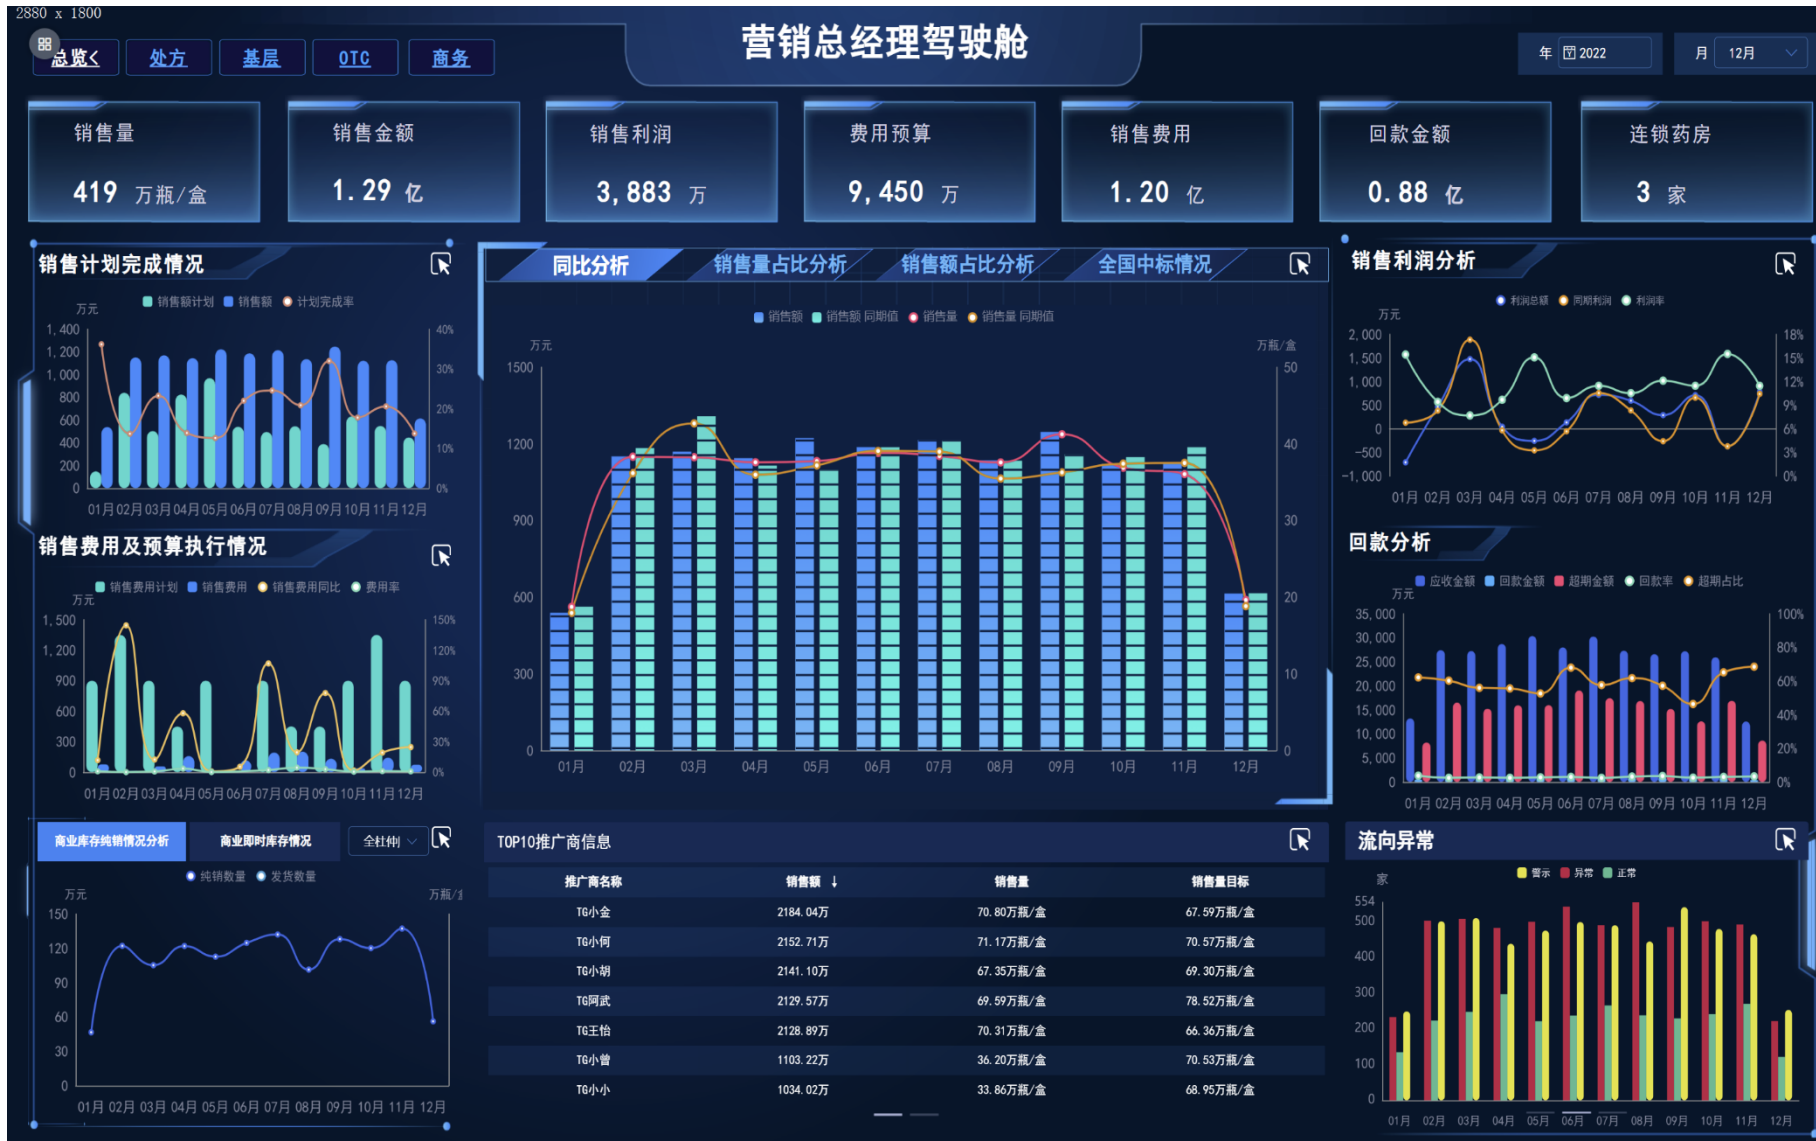 2880 x 1800
营销总经理驾驶舱
总览< 处方 基层 OTC 商务
年 2022 月 12月
销售量 销售金额 销售利润 费用预算 销售费用 回款金额 连锁药房
419 万瓶/盒 1.29 亿 3,883 万 9,450 万 1.20 亿 0.88 亿 3 家
销售计划完成情况
万元
销售额计划 销售额 计划完成率
1,400 40%
1,200
30%
1,000
800
20%
600
400
10%
200
0 0%
01月 02月 03月 04月 05月 06月 07月 08月 09月 10月 11月 12月
销售费用及预算执行情况
销售费用计划 销售费用 销售费用同比 费用率
万元
1,500 150%
1,200 120%
900 90%
600 60%
300 30%
0 0%
01月 02月 03月 04月 05月 06月 07月 08月 09月 10月 11月 12月
商业库存纯销情况分析 商业即时库存情况 全杜仲
纯销数量 发货数量
万元 万瓶/
150
120
90
60
30
0
01月 02月 03月 04月 05月 06月 07月 08月 09月 10月 11月 12月
同比分析 销售量占比分析 销售额占比分析 全国中标情况
销售额 销售额 同期值 销售量 销售量 同期值
万元 万瓶/盒
1500 50
1200 40
900 30
600 20
300 10
0 0
01月 02月 03月 04月 05月 06月 07月 08月 09月 10月 11月 12月
TOP10推广商信息
推广商名称 销售额 ↓ 销售量 销售量目标
TG小金 2184.04万 70.80万瓶/盒 67.59万瓶/盒
TG小何 2152.71万 71.17万瓶/盒 70.57万瓶/盒
TG小胡 2141.10万 67.35万瓶/盒 69.30万瓶/盒
TG阿武 2129.57万 69.59万瓶/盒 78.52万瓶/盒
TG王怡 2128.89万 70.31万瓶/盒 66.36万瓶/盒
TG小曾 1103.22万 36.20万瓶/盒 70.53万瓶/盒
TG小小 1034.02万 33.86万瓶/盒 68.95万瓶/盒
销售利润分析
利润总额 同期利润 利润率
万元
2,000 18%
1,500 15%
1,000 12%
500 9%
0 6%
-500 3%
-1,000 0%
01月 02月 03月 04月 05月 06月 07月 08月 09月 10月 11月 12月
回款分析
应收金额 回款金额 超期金额 回款率 超期占比
万元
35,000 100%
30,000
80%
25,000
60%
20,000
15,000
40%
10,000
20%
5,000
0 0%
01月 02月 03月 04月 05月 06月 07月 08月 09月 10月 11月 12月
流向异常
家
警示 异常 正常
554
500
400
300
200
100
0
01月 02月 03月 04月 05月 06月 07月 08月 09月 10月 11月 12月